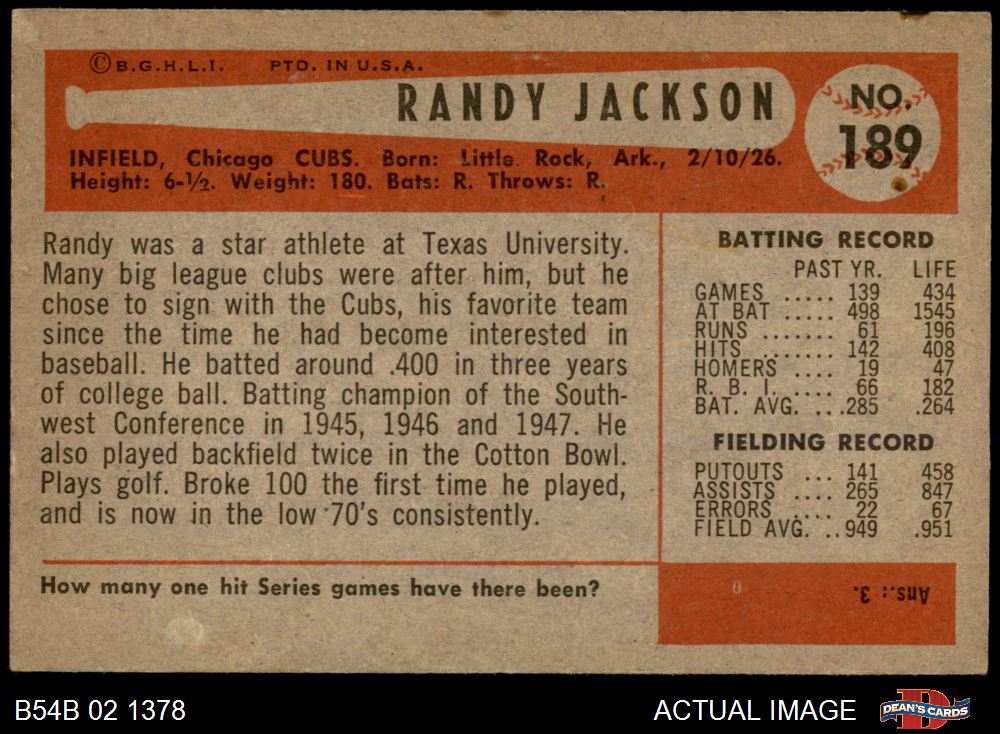 ©B.G.H.L.I. PTD. IN U.S.A.
RANDY JACKSON
NO. 189
INFIELD, Chicago CUBS. Born: Little Rock, Ark., 2/10/26.
Height: 6-½. Weight: 180. Bats: R. Throws: R.
Randy was a star athlete at Texas University.
Many big league clubs were after him, but he
chose to sign with the Cubs, his favorite team
since the time he had become interested in
baseball. He batted around .400 in three years
of college ball. Batting champion of the South-
west Conference in 1945, 1946 and 1947. He
also played backfield twice in the Cotton Bowl.
Plays golf. Broke 100 the first time he played,
and is now in the low 70's consistently.
BATTING RECORD
PAST YR. LIFE
GAMES ..... 139 434
AT BAT ..... 498 1545
RUNS ....... 61 196
HITS ....... 142 408
HOMERS .... 19 47
R. B. I. .... 66 182
BAT. AVG. ...285 .264
FIELDING RECORD
PUTOUTS ... 141 458
ASSISTS .... 265 847
ERRORS .... 22 67
FIELD AVG. ..949 .951
How many one hit Series games have there been?
Ans.: 3.
B54B 02 1378
ACTUAL IMAGE
DEAN'S CARDS